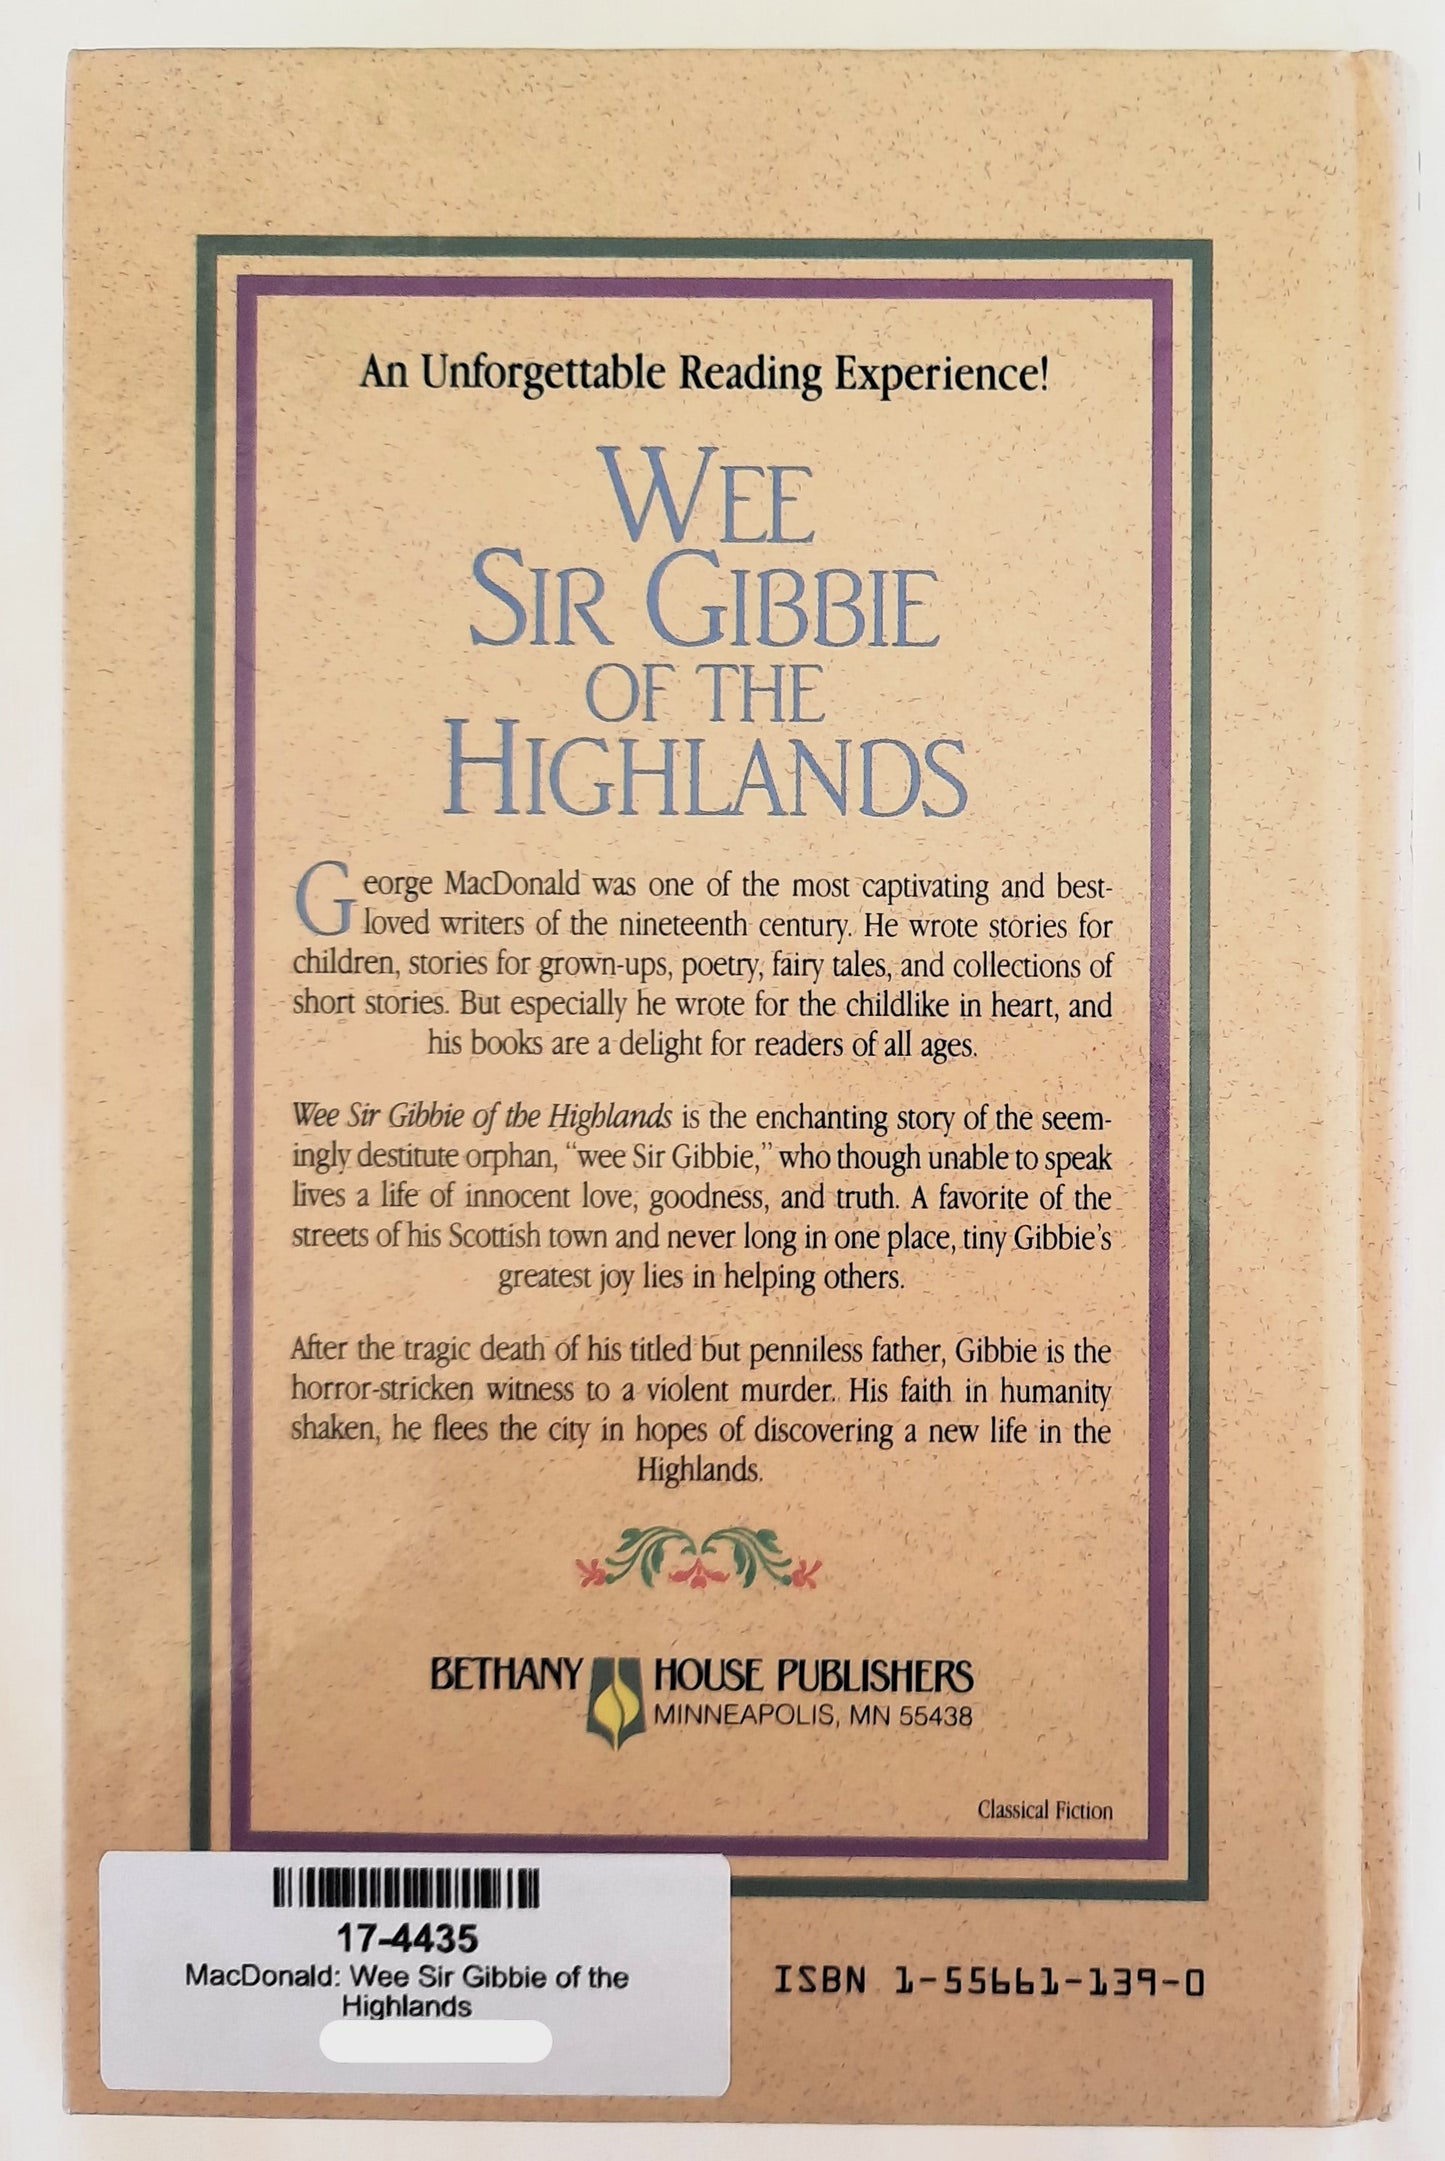 An Unforgettable Reading Experience!
WEE
SIR GIBBIE
OF THE
HIGHLANDS
George MacDonald was one of the most captivating and best-
loved writers of the nineteenth century. He wrote stories for
children, stories for grown-ups, poetry, fairy tales, and collections of
short stories. But especially he wrote for the childlike in heart, and
his books are a delight for readers of all ages.
Wee Sir Gibbie of the Highlands is the enchanting story of the seem-
ingly destitute orphan, “wee Sir Gibbie,” who though unable to speak
lives a life of innocent love, goodness, and truth. A favorite of the
streets of his Scottish town and never long in one place, tiny Gibbie's
greatest joy lies in helping others.
After the tragic death of his titled but penniless father, Gibbie is the
horror-stricken witness to a violent murder. His faith in humanity
shaken, he flees the city in hopes of discovering a new life in the
Highlands.
BETHANY HOUSE PUBLISHERS
MINNEAPOLIS, MN 55438
Classical Fiction
17-4435
MacDonald: Wee Sir Gibbie of the
Highlands
ISBN 1-55661-139-0